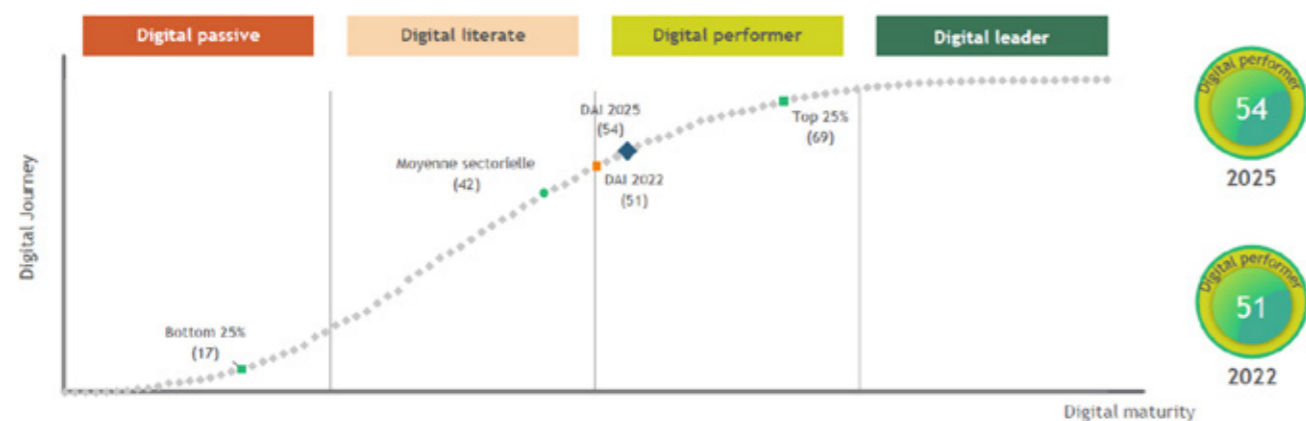 Digital passive
Digital literate
Digital performer
Digital leader
Digital performer
54
2025
DAI 2025
(54)
Top 25%
(69)
Moyenne sectorielle
(42)
DAI 2022
(51)
Digital Journey
Digital performer
51
2022
Bottom 25%
(17)
Digital maturity